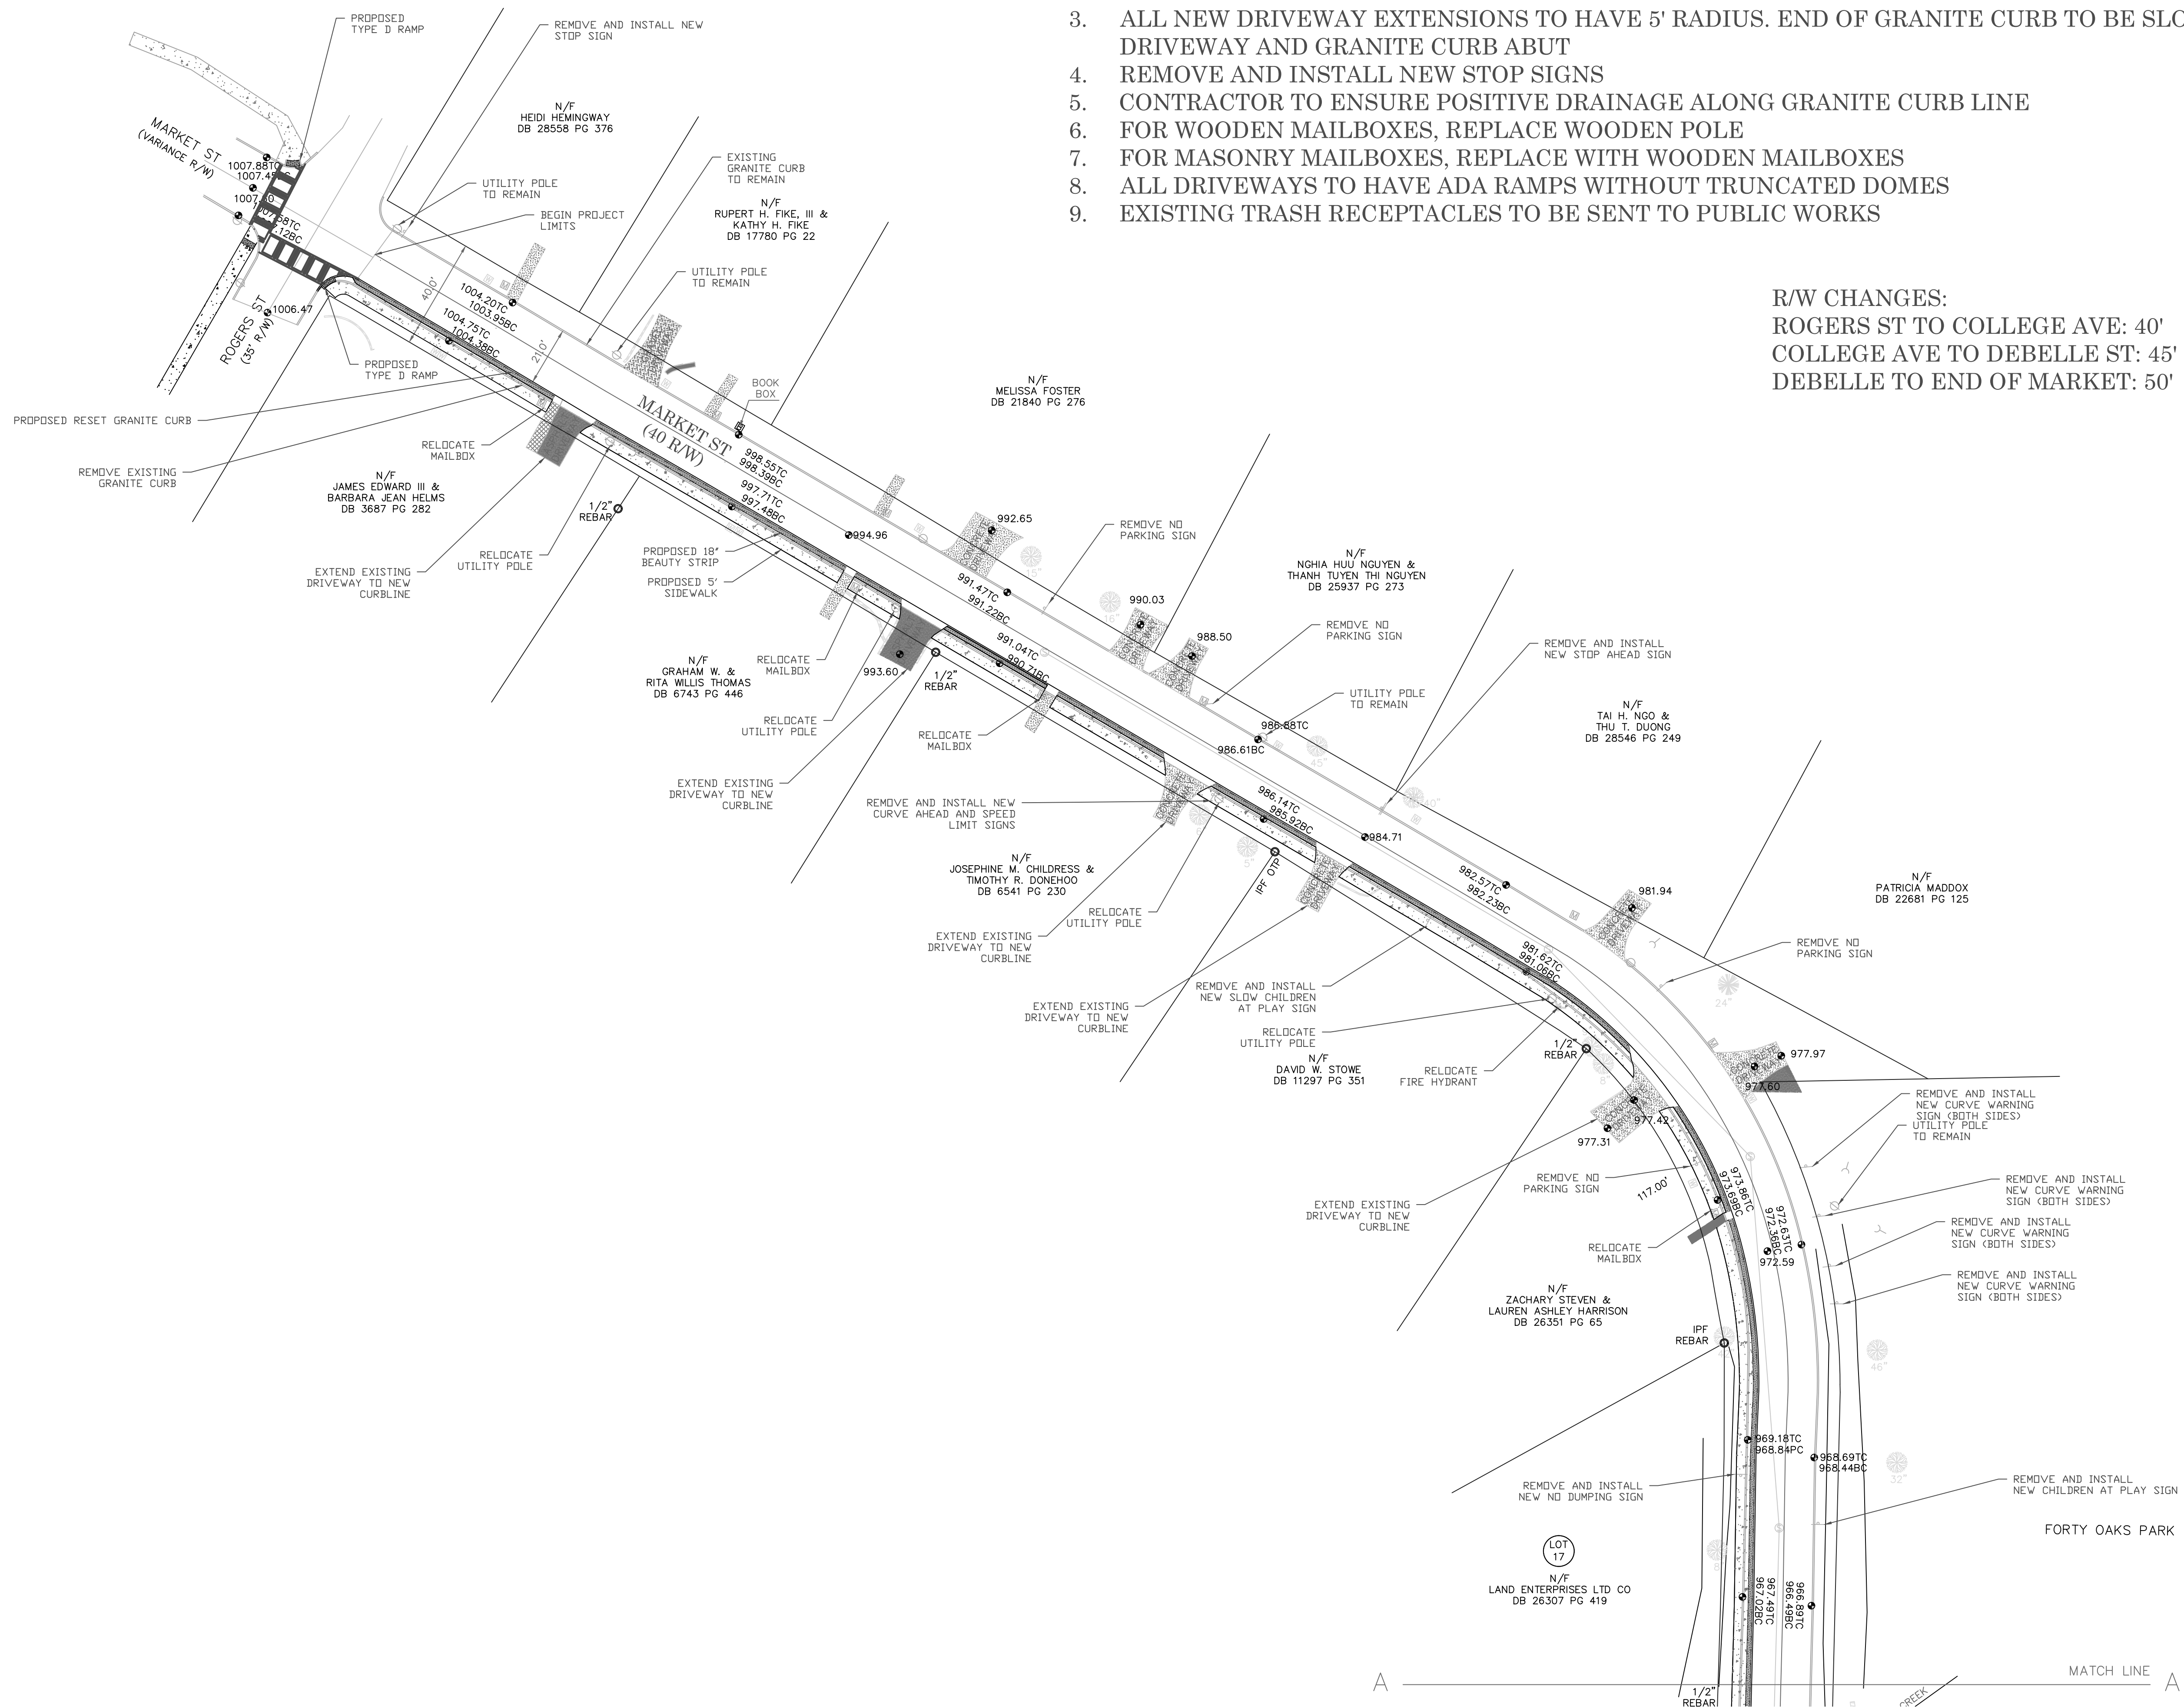 3. ALL NEW DRIVEWAY EXTENSIONS TO HAVE 5' RADIUS. END OF GRANITE CURB TO BE
DRIVEWAY AND GRANITE CURB ABUT
4. REMOVE AND INSTALL NEW STOP SIGNS
5. CONTRACTOR TO ENSURE POSITIVE DRAINAGE ALONG GRANITE CURB LINE
6. FOR WOODEN MAILBOXES, REPLACE WOODEN POLE
7. FOR MASONRY MAILBOXES, REPLACE WITH WOODEN MAILBOXES
8. ALL DRIVEWAYS TO HAVE ADA RAMPS WITHOUT TRUNCATED DOMES
9. EXISTING TRASH RECEPTACLES TO BE SENT TO PUBLIC WORKS
R/W CHANGES:
ROGERS ST TO COLLEGE AVE: 40'
COLLEGE AVE TO DEBELLE ST: 45'
DEBELLE TO END OF MARKET: 50'
PROPOSED
TYPE D RAMP
REMOVE AND INSTALL NEW
STOP SIGN
N/F
HEIDI HEMINGWAY
DB 28558 PG 376
MARKET ST
(VARIANCE R/W)
1007.88TC
UTILITY POLE
TO REMAIN
BEGIN PROJECT
LIMITS
EXISTING
GRANITE CURB
TO REMAIN
N/F
RUPERT H. FIKE, III &
KATHY H. FIKE
DB 17780 PG 22
UTILITY POLE
TO REMAIN
1006.47
ROGERS ST
(35' R/W)
40.0'
1004.20TC
1003.95BC
1004.75TC
1004.38BC
21.0'
PROPOSED
TYPE D RAMP
PROPOSED RESET GRANITE CURB
REMOVE EXISTING
GRANITE CURB
RELOCATE
MAILBOX
BOOK
BOX
MARKET ST
(40 R/W)
N/F
MELISSA FOSTER
DB 21840 PG 276
998.55TC
998.39BC
997.71TC
997.48BC
N/F
JAMES EDWARD III &
BARBARA JEAN HELMS
DB 3687 PG 282
1/2"
REBAR
EXTEND EXISTING
DRIVEWAY TO NEW
CURBLINE
RELOCATE
UTILITY POLE
PROPOSED 18"
BEAUTY STRIP
PROPOSED 5'
SIDEWALK
994.96
992.65
CONCRETE
DRIVEWAY
15"
REMOVE NO
PARKING SIGN
N/F
NGHIA HUU NGUYEN &
THANH TUYEN THI NGUYEN
DB 25937 PG 273
991.47TC
991.22BC
16"
990.03
988.50
REMOVE NO
PARKING SIGN
991.04TC
990.71BC
N/F
GRAHAM W. &
RITA WILLIS THOMAS
DB 6743 PG 446
RELOCATE
MAILBOX
993.60
1/2"
REBAR
RELOCATE
UTILITY POLE
RELOCATE
MAILBOX
EXTEND EXISTING
DRIVEWAY TO NEW
CURBLINE
REMOVE AND INSTALL
NEW STOP AHEAD SIGN
UTILITY POLE
TO REMAIN
986.88TC
986.61BC
45"
N/F
TAI H. NGO &
THU T. DUONG
DB 28546 PG 249
986.14TC
985.92BC
984.71
40"
REMOVE AND INSTALL NEW
CURVE AHEAD AND SPEED
LIMIT SIGNS
5"
N/F
JOSEPHINE M. CHILDRESS &
TIMOTHY R. DONEHOO
DB 6541 PG 230
IPF OTP
RELOCATE
UTILITY POLE
EXTEND EXISTING
DRIVEWAY TO NEW
CURBLINE
982.57TC
982.23BC
981.94
N/F
PATRICIA MADDOX
DB 22681 PG 125
REMOVE NO
PARKING SIGN
24"
981.62TC
981.06BC
REMOVE AND INSTALL
NEW SLOW CHILDREN
AT PLAY SIGN
EXTEND EXISTING
DRIVEWAY TO NEW
CURBLINE
RELOCATE
UTILITY POLE
1/2"
REBAR
N/F
DAVID W. STOWE
DB 11297 PG 351
RELOCATE
FIRE HYDRANT
8"
977.97
977.60
977.42
977.31
REMOVE AND INSTALL
NEW CURVE WARNING
SIGN (BOTH SIDES)
UTILITY POLE
TO REMAIN
REMOVE NO
PARKING SIGN
117.00'
973.86TC
973.69BC
972.63TC
972.36BC
972.59
REMOVE AND INSTALL
NEW CURVE WARNING
SIGN (BOTH SIDES)
EXTEND EXISTING
DRIVEWAY TO NEW
CURBLINE
REMOVE AND INSTALL
NEW CURVE WARNING
SIGN (BOTH SIDES)
RELOCATE
MAILBOX
REMOVE AND INSTALL
NEW CURVE WARNING
SIGN (BOTH SIDES)
N/F
ZACHARY STEVEN &
LAUREN ASHLEY HARRISON
DB 26351 PG 65
IPF
REBAR
46"
969.18TC
968.84PC
968.69TC
968.44BC
32"
REMOVE AND INSTALL
NEW NO DUMPING SIGN
REMOVE AND INSTALL
NEW CHILDREN AT PLAY SIGN
FORTY OAKS PARK
LOT
17
N/F
LAND ENTERPRISES LTD CO
DB 26307 PG 419
967.49TC
967.02BC
966.89TC
966.49BC
MATCH LINE
A
A
1/2"
REBAR
CREEK